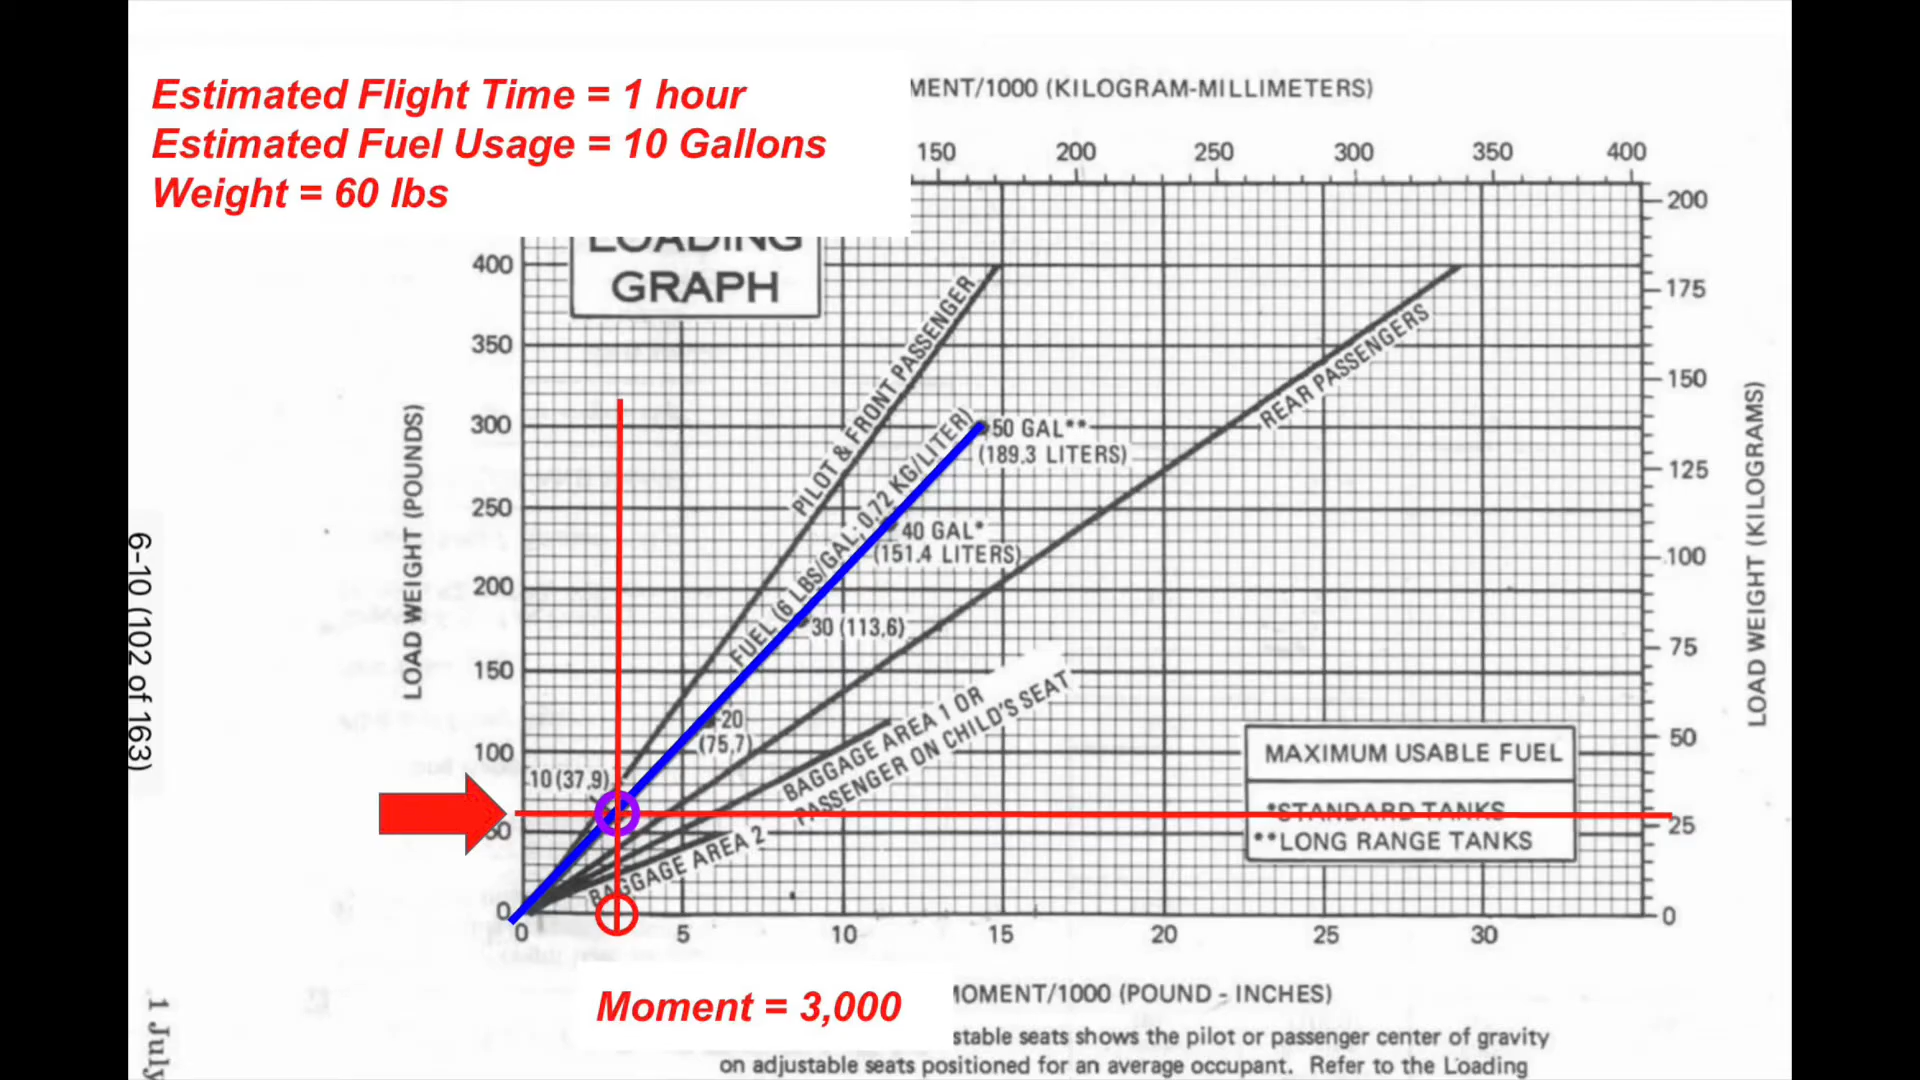 Estimated Flight Time = 1 hour
Estimated Fuel Usage = 10 Gallons
Weight = 60 lbs
MENT/1000 (KILOGRAM-MILLIMETERS)
150 200 250 300 350 400
LOADING
GRAPH
400
350
300
250
200
150
100
50
0
LOAD WEIGHT (POUNDS)
200
175
150
125
100
75
50
25
0
LOAD WEIGHT (KILOGRAMS)
PILOT & FRONT PASSENGER
FUEL (6 LBS/GAL; 0,72 KG/LITER)
REAR PASSENGERS
50 GAL**
(189.3 LITERS)
40 GAL*
(151.4 LITERS)
30 (113,6)
20
(75,7)
10 (37,9)
BAGGAGE AREA 1 OR
PASSENGER ON CHILD'S SEAT
BAGGAGE AREA 2
MAXIMUM USABLE FUEL
*STANDARD TANKS
**LONG RANGE TANKS
0 5 10 15 20 25 30
Moment = 3,000
MOMENT/1000 (POUND - INCHES)
stable seats shows the pilot or passenger center of gravity
on adjustable seats positioned for an average occupant. Refer to the Loading
6-10 (102 of 163)
1 July